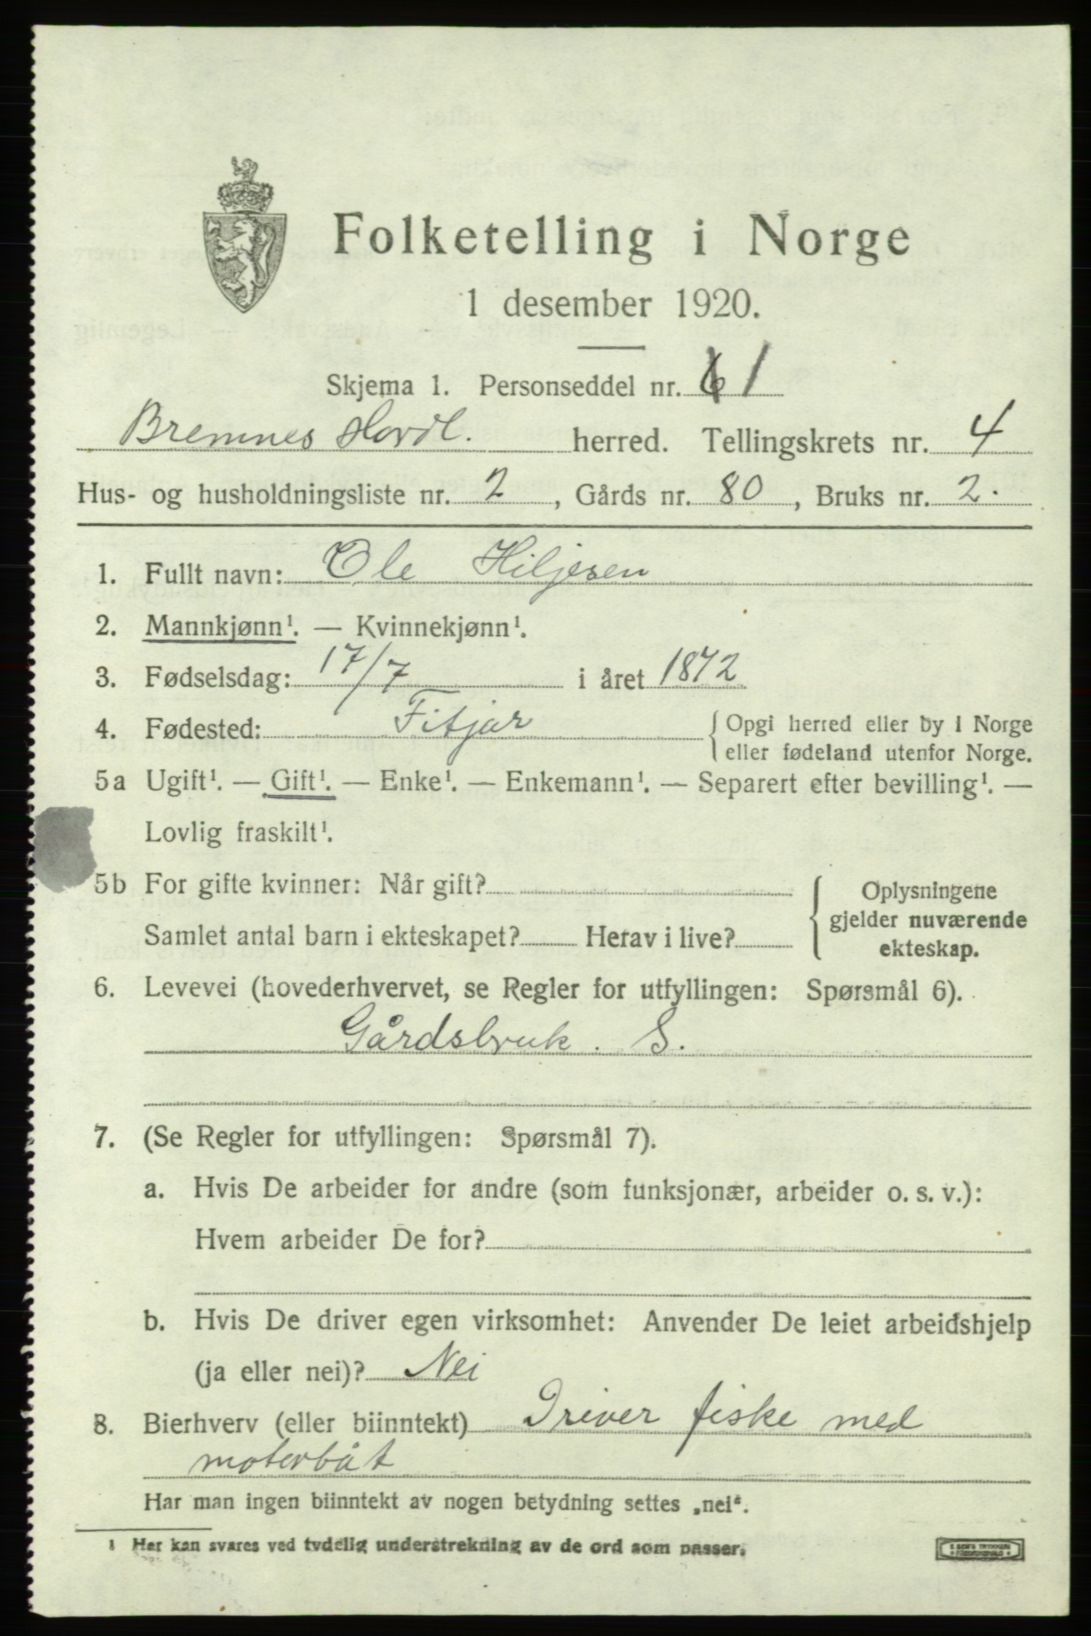 Folketelling i Norge
1 desember 1920.
Skjema 1. Personseddel nr. 1
Bremnes Hordl. herred. Tellingskrets nr. 4
Hus- og husholdningsliste nr. 2, Gårds nr. 80, Bruks nr. 2.
1. Fullt navn: Ole Hiljesen
2. Mannkjønn¹. — Kvinnekjønn¹.
3. Fødselsdag: 17/7 i året 1872
4. Fødested: Fitjar { Opgi herred eller by i Norge
eller fødeland utenfor Norge.
5a Ugift¹. — Gift¹. — Enke¹. — Enkemann¹. — Separert efter bevilling¹. —
Lovlig fraskilt¹.
5b For gifte kvinner: Når gift?
Samlet antal barn i ekteskapet? Herav i live?
{ Oplysningene
gjelder nuværende
ekteskap.
6. Levevei (hovederhvervet, se Regler for utfyllingen: Spørsmål 6).
Gårdsbruk. S.
7. (Se Regler for utfyllingen: Spørsmål 7).
a. Hvis De arbeider for andre (som funksjonær, arbeider o. s. v.):
Hvem arbeider De for?
b. Hvis De driver egen virksomhet: Anvender De leiet arbeidshjelp
(ja eller nei)? Nei
8. Bierhverv (eller biinntekt) Driver fiske med
motorbåt
Har man ingen biinntekt av nogen betydning settes „nei“.
¹ Her kan svares ved tydelig understrekning av de ord som passer.